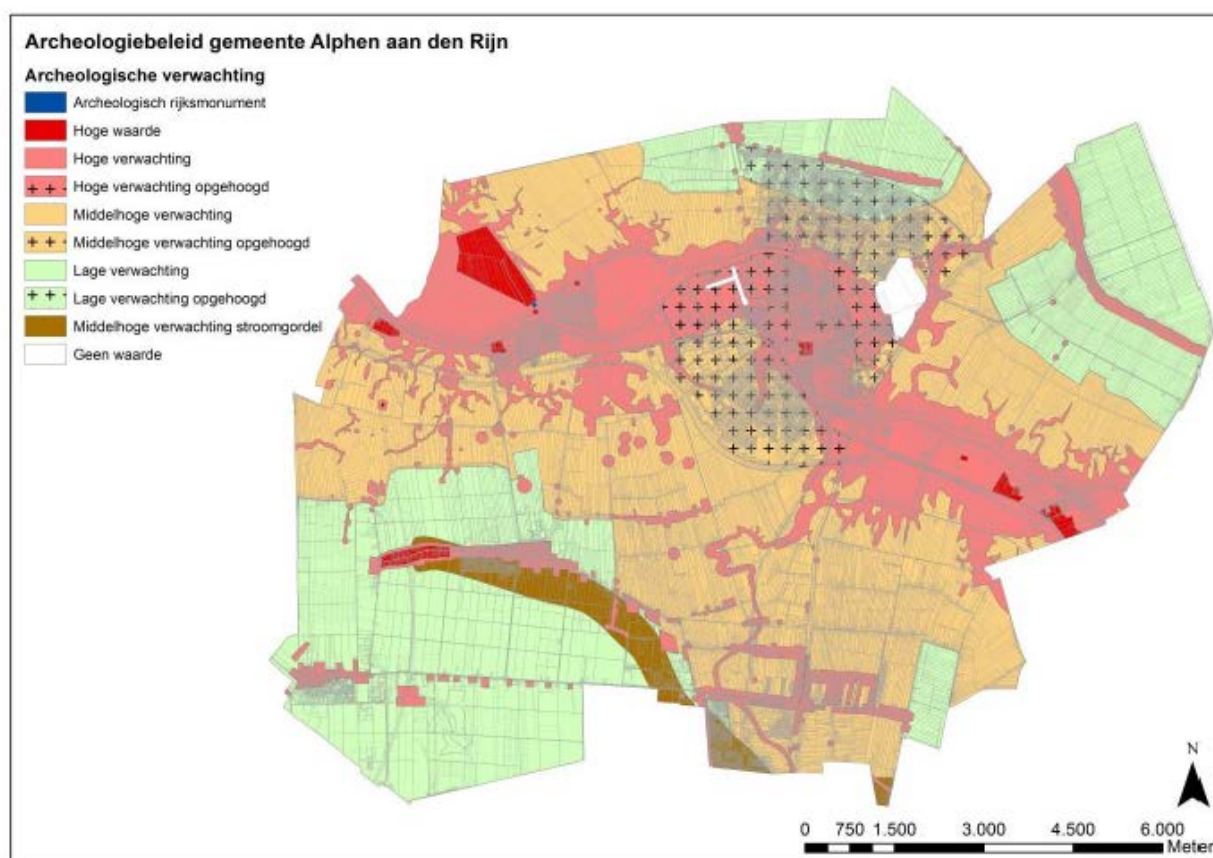 Archeologiebeleid gemeente Alphen aan den Rijn
Archeologische verwachting
Archeologisch rijksmonument
Hoge waarde
Hoge verwachting
Hoge verwachting opgehoogd
Middelhoge verwachting
Middelhoge verwachting opgehoogd
Lage verwachting
Lage verwachting opgehoogd
Middelhoge verwachting stroomgordel
Geen waarde
N
0 750 1.500 3.000 4.500 6.000
Meter